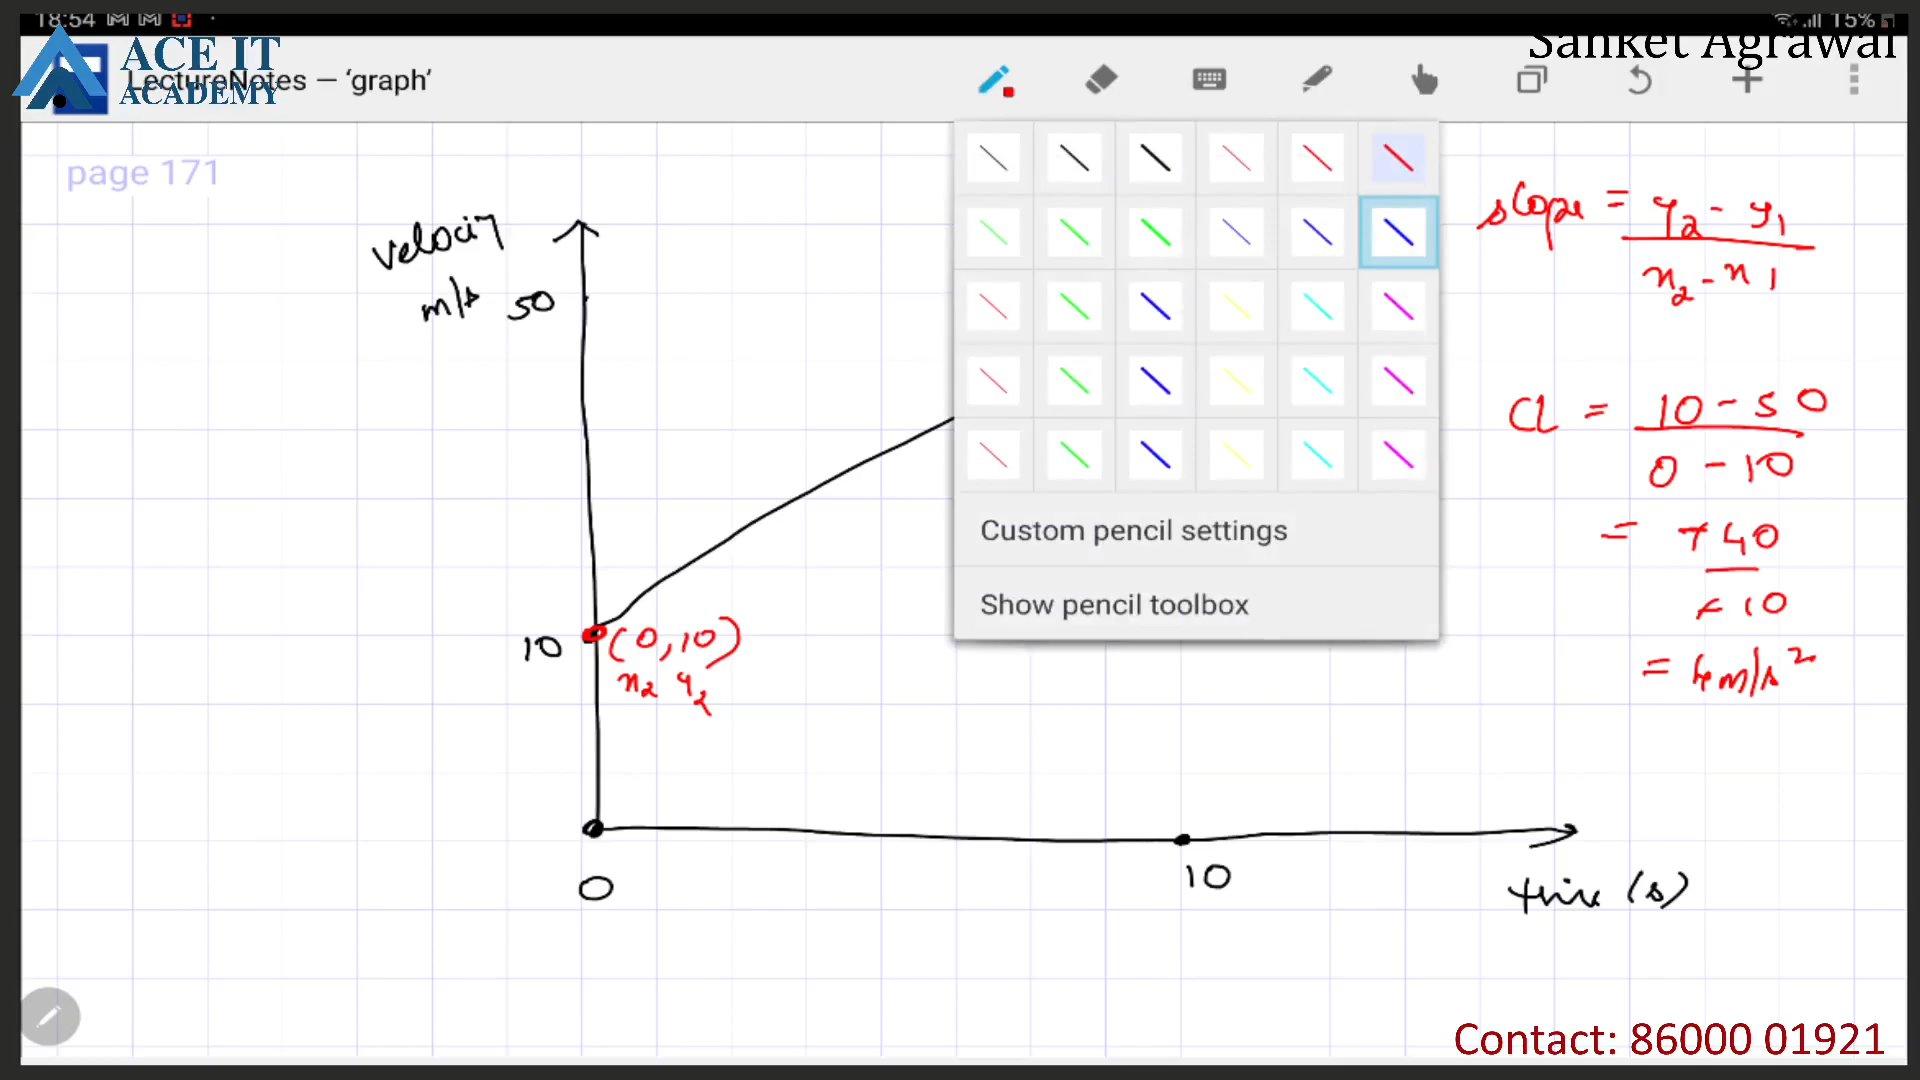 18:54
15%
ACE IT
ACADEMY
LectureNotes — ‘graph’
Sanket Agrawal
page 171
velocity
m/s 50
slope = y2 - y1
x2 - x1
a = 10 - 50
0 - 10
= + 40
10
= 4m/s²
Custom pencil settings
Show pencil toolbox
10 (0, 10)
x2 y2
0
10
time (s)
Contact: 86000 01921